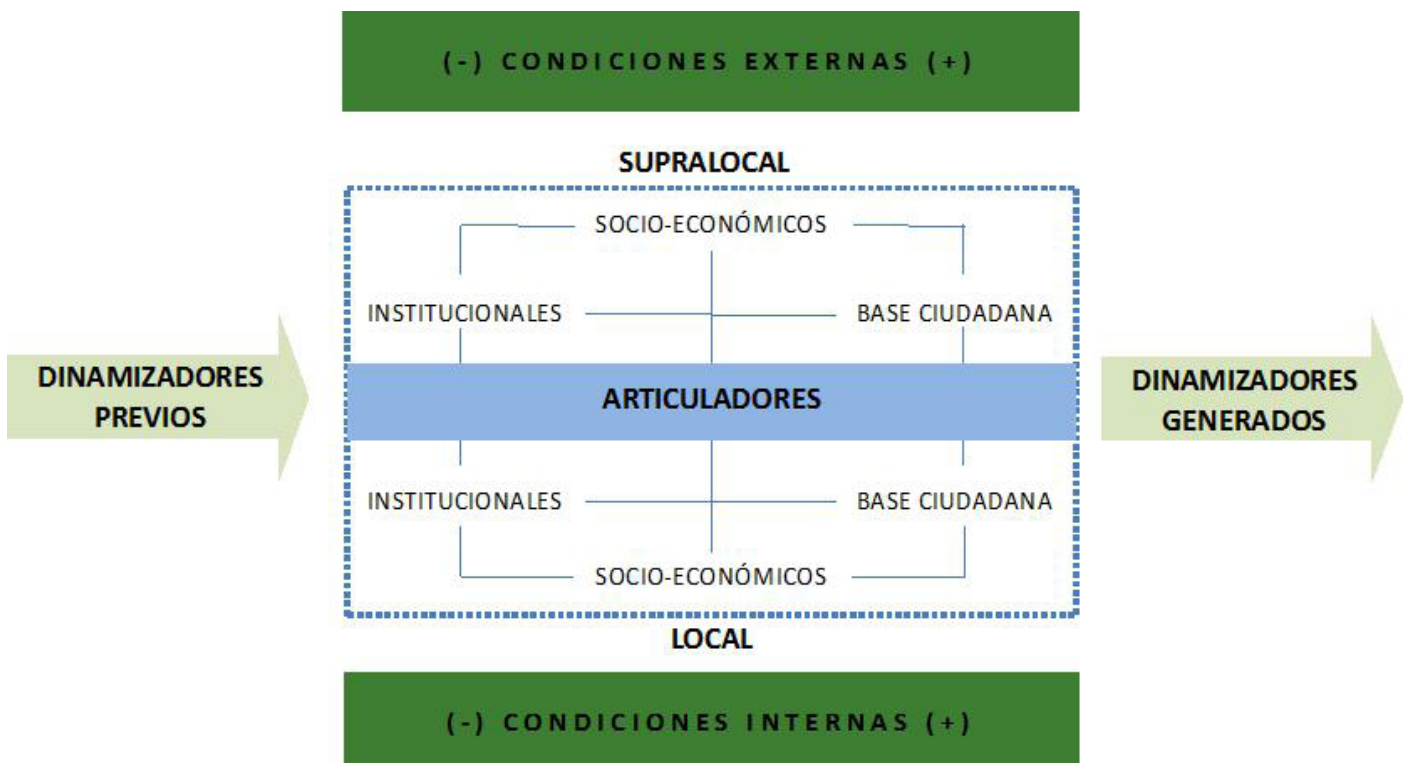 (-) CONDICIONES EXTERNAS (+)
SUPRALOCAL
SOCIO-ECONÓMICOS
INSTITUCIONALES
BASE CIUDADANA
DINAMIZADORES
PREVIOS
ARTICULADORES
DINAMIZADORES
GENERADOS
INSTITUCIONALES
BASE CIUDADANA
SOCIO-ECONÓMICOS
LOCAL
(-) CONDICIONES INTERNAS (+)